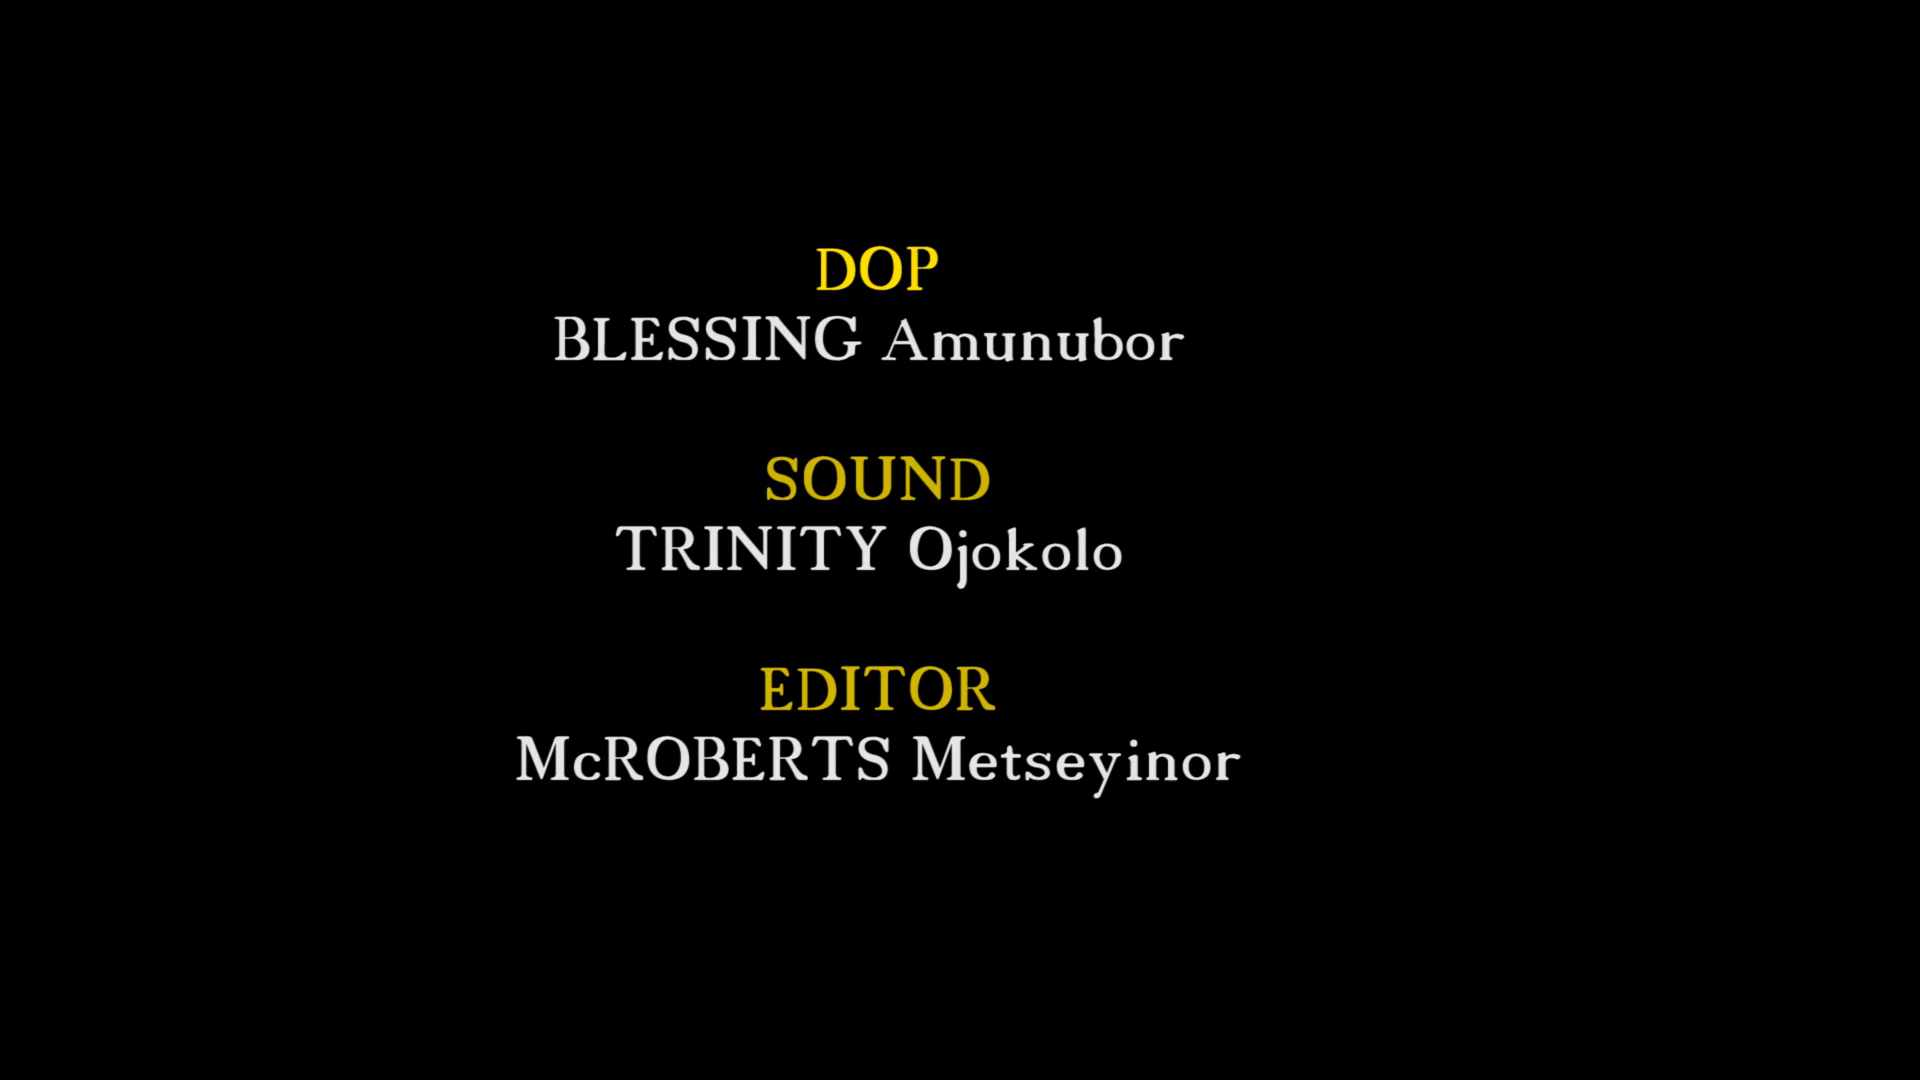 DOP
BLESSING Amunubor
SOUND
TRINITY Ojokolo
EDITOR
McROBERTS Metseyinor